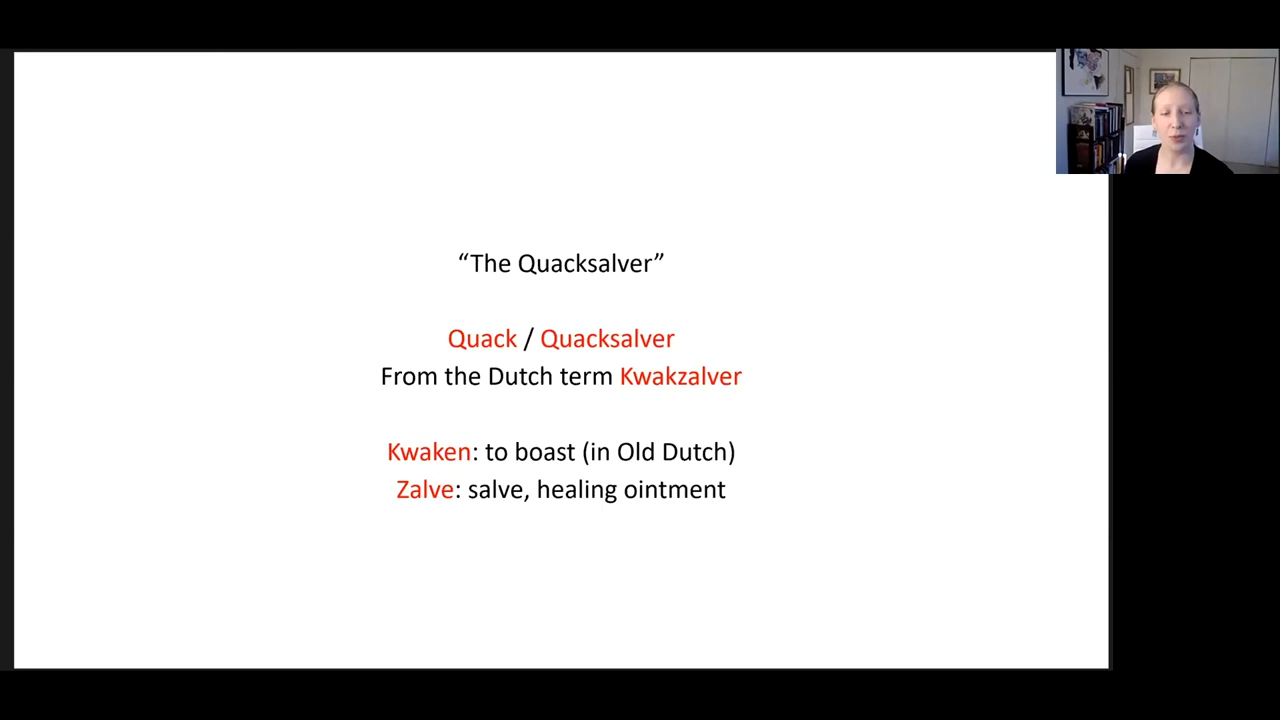 “The Quacksalver”
Quack / Quacksalver
From the Dutch term Kwakzalver
Kwaken: to boast (in Old Dutch)
Zalve: salve, healing ointment